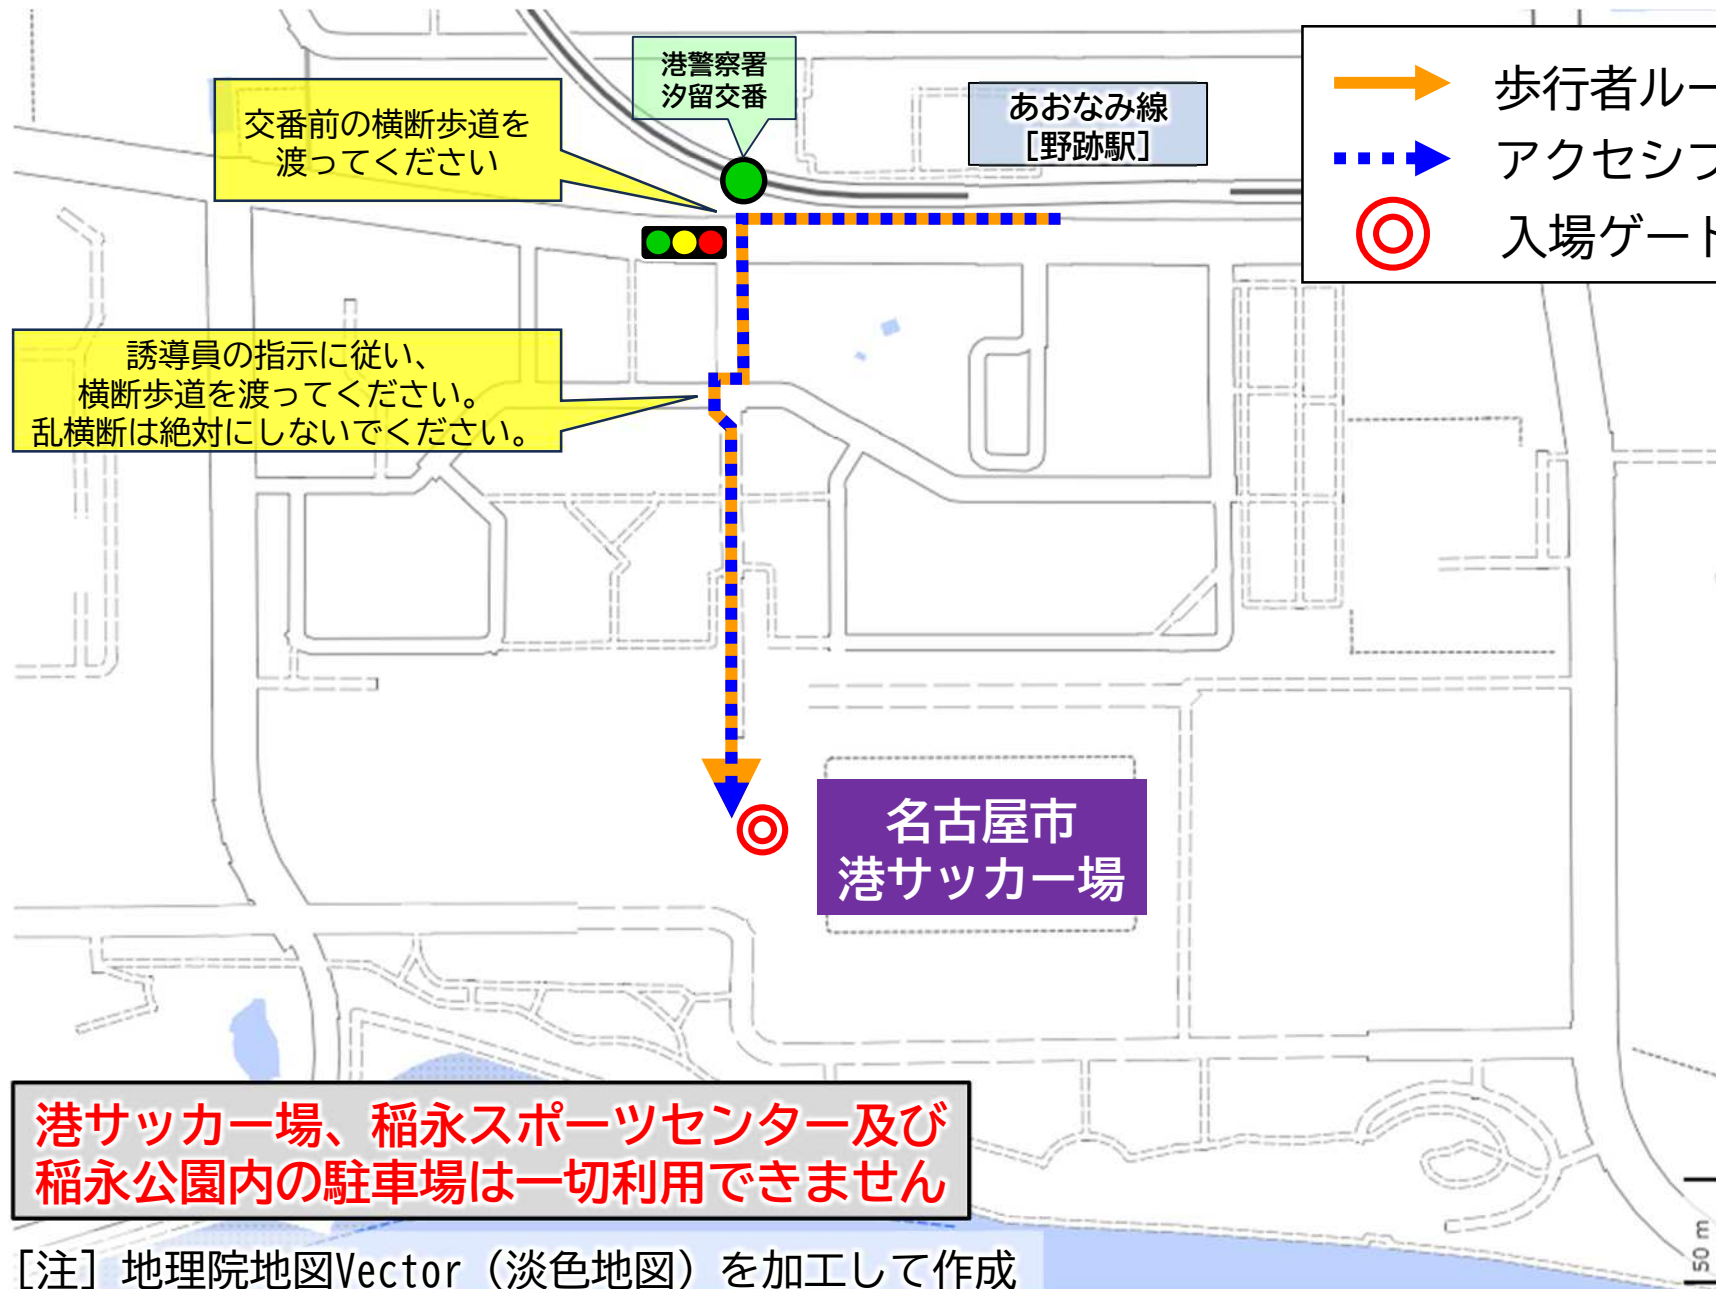 港警察署
汐留交番
交番前の横断歩道を
渡ってください
あおなみ線
[野跡駅]
歩行者ルー
アクセシブ
入場ゲート
誘導員の指示に従い、
横断歩道を渡ってください。
乱横断は絶対にしないでください。
名古屋市
港サッカー場
港サッカー場、稲永スポーツセンター及び
稲永公園内の駐車場は一切利用できません
50 m
[注] 地理院地図Vector（淡色地図）を加工して作成